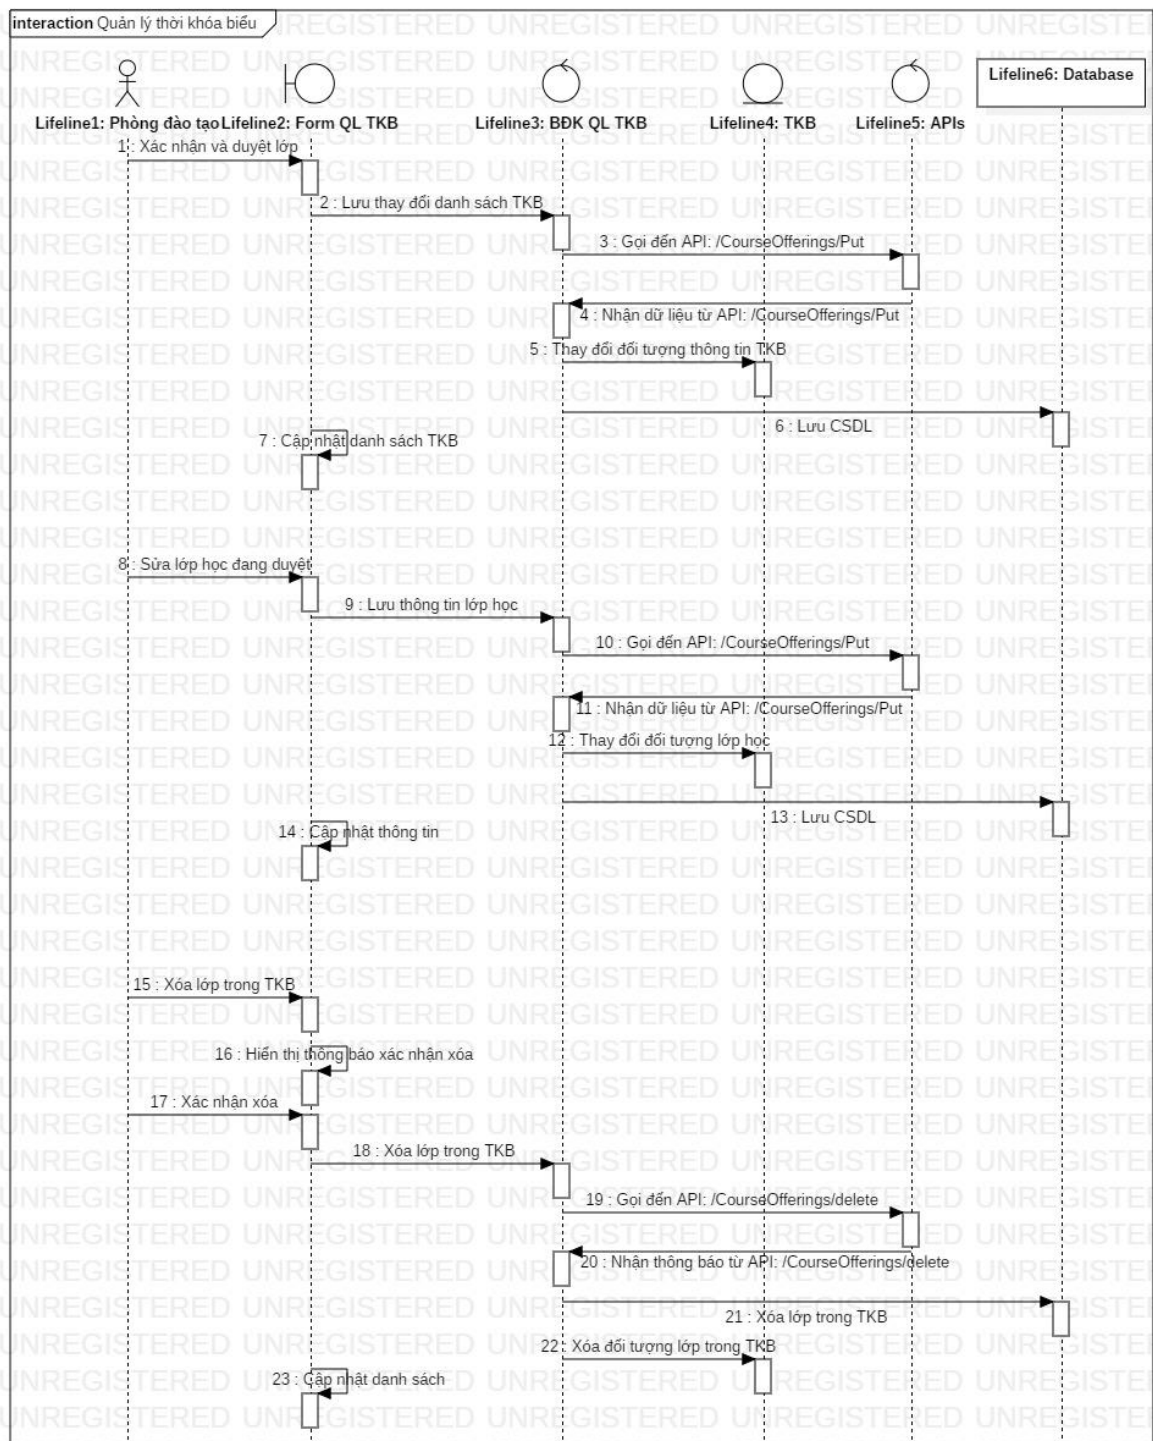 interaction Quản lý thời khóa biểu
Lifeline6: Database
Lifeline1: Phòng đào tạo Lifeline2: Form QL TKB Lifeline3: BĐK QL TKB Lifeline4: TKB Lifeline5: APIs
1 : Xác nhận và duyệt lớp
2 : Lưu thay đổi danh sách TKB
3 : Gọi đến API: /CourseOfferings/Put
4 : Nhận dữ liệu từ API: /CourseOfferings/Put
5 : Thay đổi đối tượng thông tin TKB
6 : Lưu CSDL
7 : Cập nhật danh sách TKB
8 : Sửa lớp học đang duyệt
9 : Lưu thông tin lớp học
10 : Gọi đến API: /CourseOfferings/Put
11 : Nhận dữ liệu từ API: /CourseOfferings/Put
12 : Thay đổi đối tượng lớp học
13 : Lưu CSDL
14 : Cập nhật thông tin
15 : Xóa lớp trong TKB
16 : Hiển thị thông báo xác nhận xóa
17 : Xác nhận xóa
18 : Xóa lớp trong TKB
19 : Gọi đến API: /CourseOfferings/delete
20 : Nhận thông báo từ API: /CourseOfferings/delete
21 : Xóa lớp trong TKB
22 : Xóa đối tượng lớp trong TKB
23 : Cập nhật danh sách